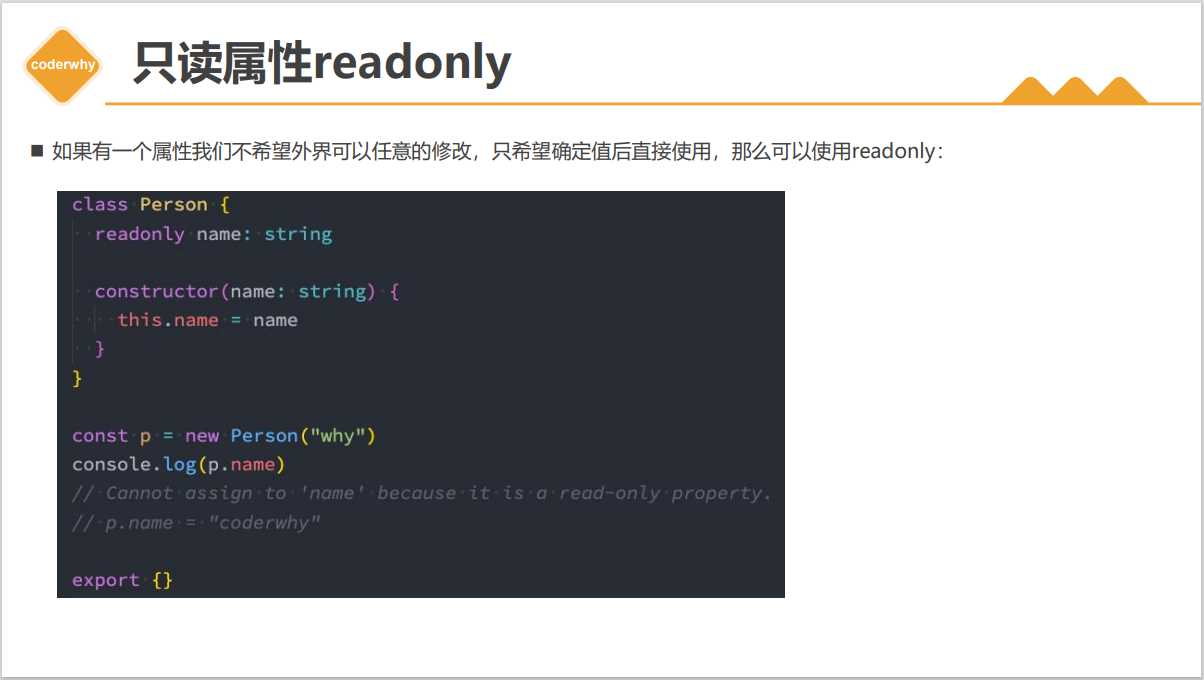 coderwhy
只读属性readonly
■ 如果有一个属性我们不希望外界可以任意的修改，只希望确定值后直接使用，那么可以使用readonly：
class Person {
  readonly name: string
  constructor(name: string) {
    this.name = name
  }
}
const p = new Person("why")
console.log(p.name)
// Cannot assign to 'name' because it is a read-only property.
// p.name = "coderwhy"
export {}